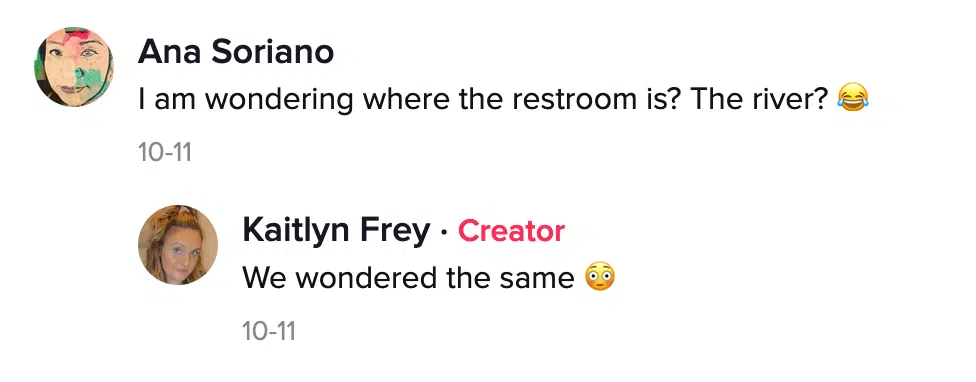 Ana Soriano
I am wondering where the restroom is? The river? 😂
10-11
Kaitlyn Frey · Creator
We wondered the same 😳
10-11